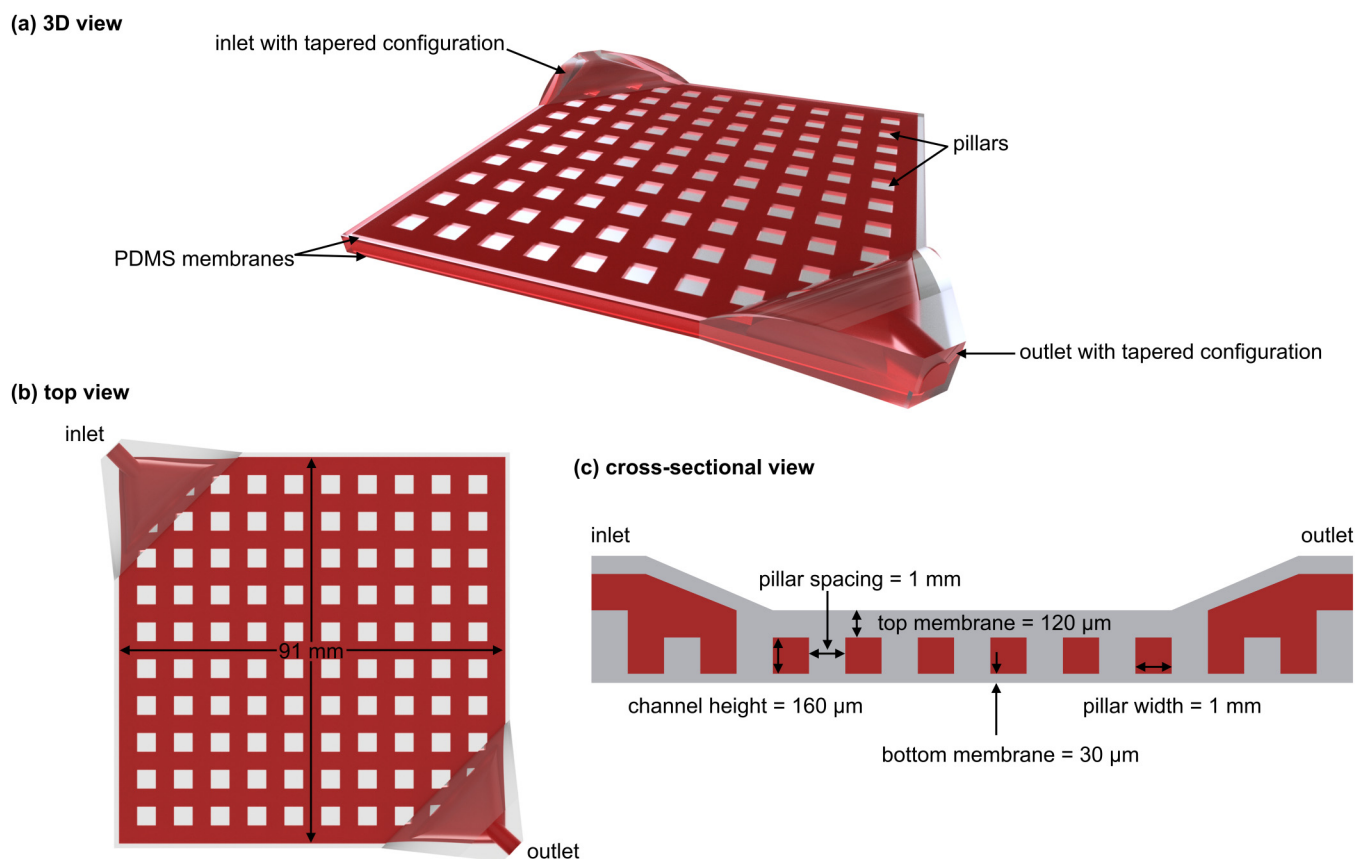 (a) 3D view
inlet with tapered configuration
pillars
PDMS membranes
outlet with tapered configuration
(b) top view
inlet
91 mm
outlet
(c) cross-sectional view
inlet
outlet
pillar spacing = 1 mm
top membrane = 120 µm
channel height = 160 µm
pillar width = 1 mm
bottom membrane = 30 µm